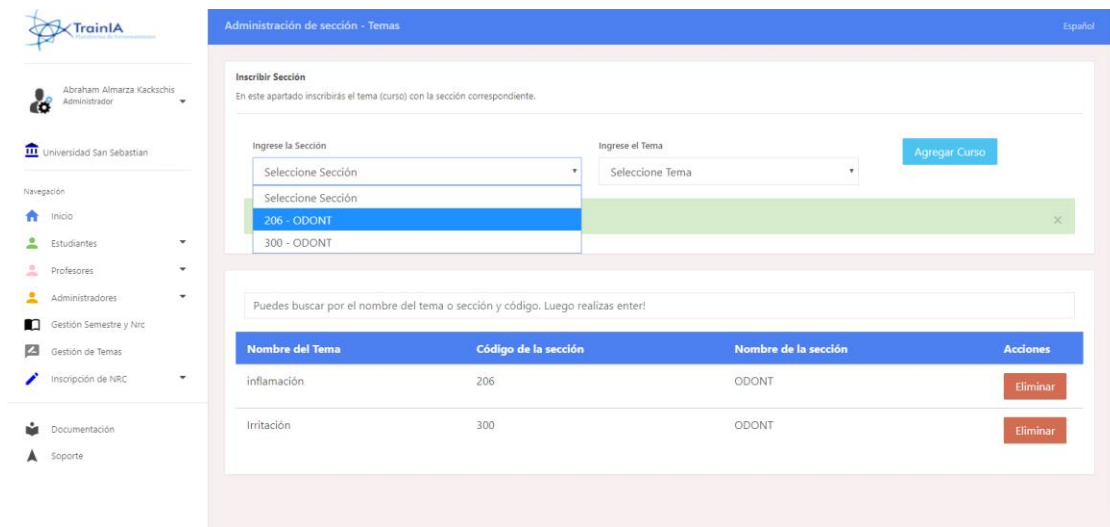 TrainIA
Administración de sección - Temas
Español
Abraham Almarza Kackschis
Administrador
Universidad San Sebastian
Navegación
Inicio
Estudiantes
Profesores
Administradores
Gestión Semestre y Nrc
Gestión de Temas
Inscripción de NRC
Documentación
Soporte
Inscribir Sección
En este apartado inscribirás el tema (curso) con la sección correspondiente.
Ingrese la Sección
Seleccione Sección
Seleccione Sección
206 - ODONT
300 - ODONT
Ingrese el Tema
Seleccione Tema
Agregar Curso
×
Puedes buscar por el nombre del tema o sección y código. Luego realizas enter!
Nombre del Tema Código de la sección Nombre de la sección Acciones
inflamación 206 ODONT Eliminar
Irritación 300 ODONT Eliminar